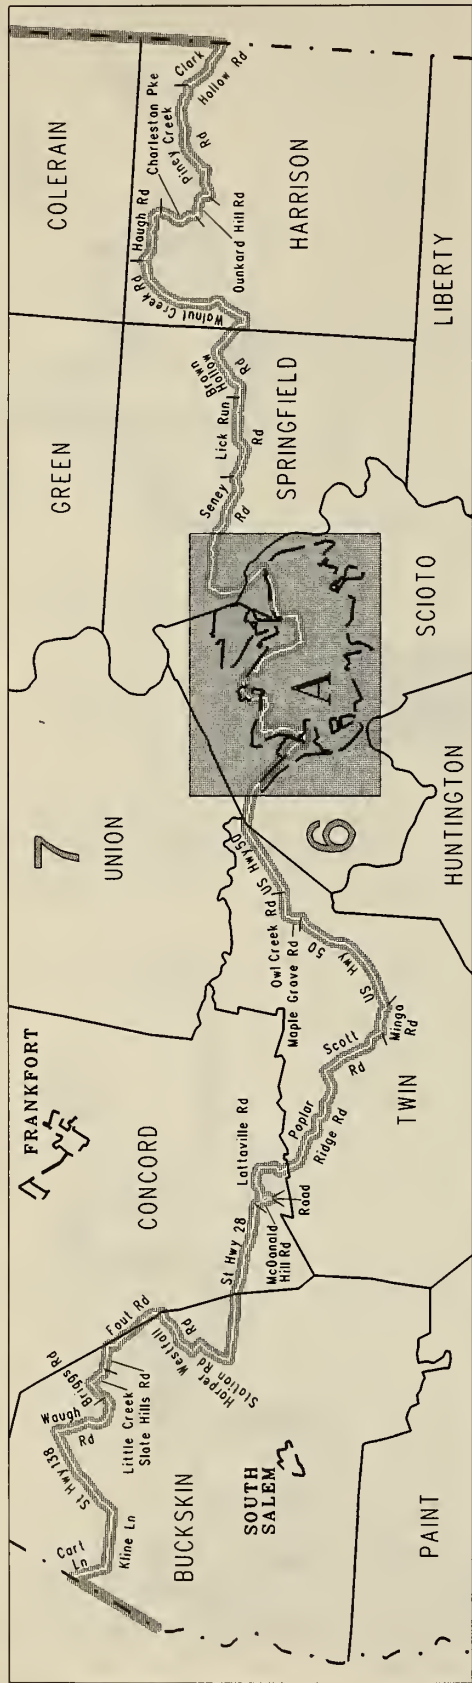 COLERAIN
GREEN
7
UNION
FRANKFORT
CONCORD
Clark
Hollow Rd
Charleston Pke
Piney Creek
Rd
Haugh Rd
Dunkard Hill Rd
HARRISON
Walnut Creek Rd
Brown
Hollow
Rd
Lick Run
Rd
Seney
Rd
SPRINGFIELD
LIBERTY
A
SCIOTO
6
HUNTINGTON
US Hwy 50
Owl Creek Rd
Maple Grove Rd
US Hwy
50
Minga
Rd
Scott
Rd
Poplar
Ridge Rd
TWIN
Lattaville Rd
Road
McDonald
Hill Rd
St Hwy 28
Harper
Station Rd
Westfall
Rd
Fout Rd
Briggs Rd
Little Creek
Slate Hills Rd
Waugh
Rd
St Hwy 138
Kline Ln
Cart
Ln
BUCKSKIN
SOUTH
SALEM
PAINT